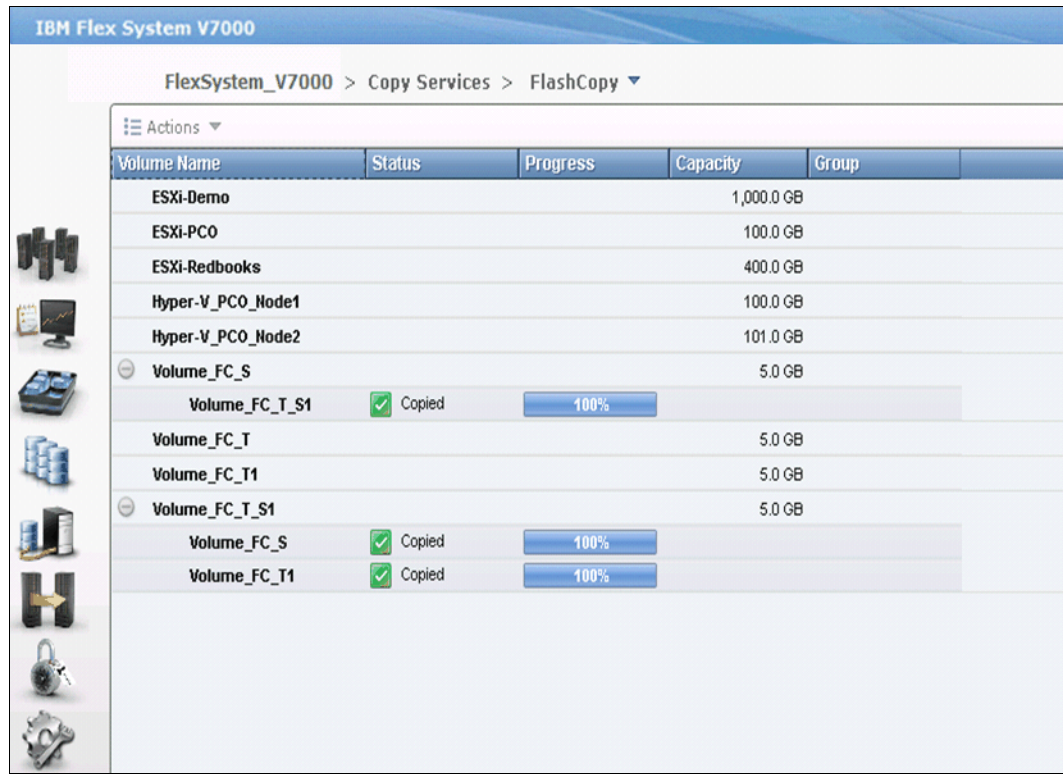 IBM Flex System V7000
FlexSystem_V7000 > Copy Services > FlashCopy
Actions
Volume Name Status Progress Capacity Group
ESXi-Demo 1,000.0 GB
ESXi-PCO 100.0 GB
ESXi-Redbooks 400.0 GB
Hyper-V_PCO_Node1 100.0 GB
Hyper-V_PCO_Node2 101.0 GB
Volume_FC_S 5.0 GB
Volume_FC_T_S1 Copied 100%
Volume_FC_T 5.0 GB
Volume_FC_T1 5.0 GB
Volume_FC_T_S1 5.0 GB
Volume_FC_S Copied 100%
Volume_FC_T1 Copied 100%